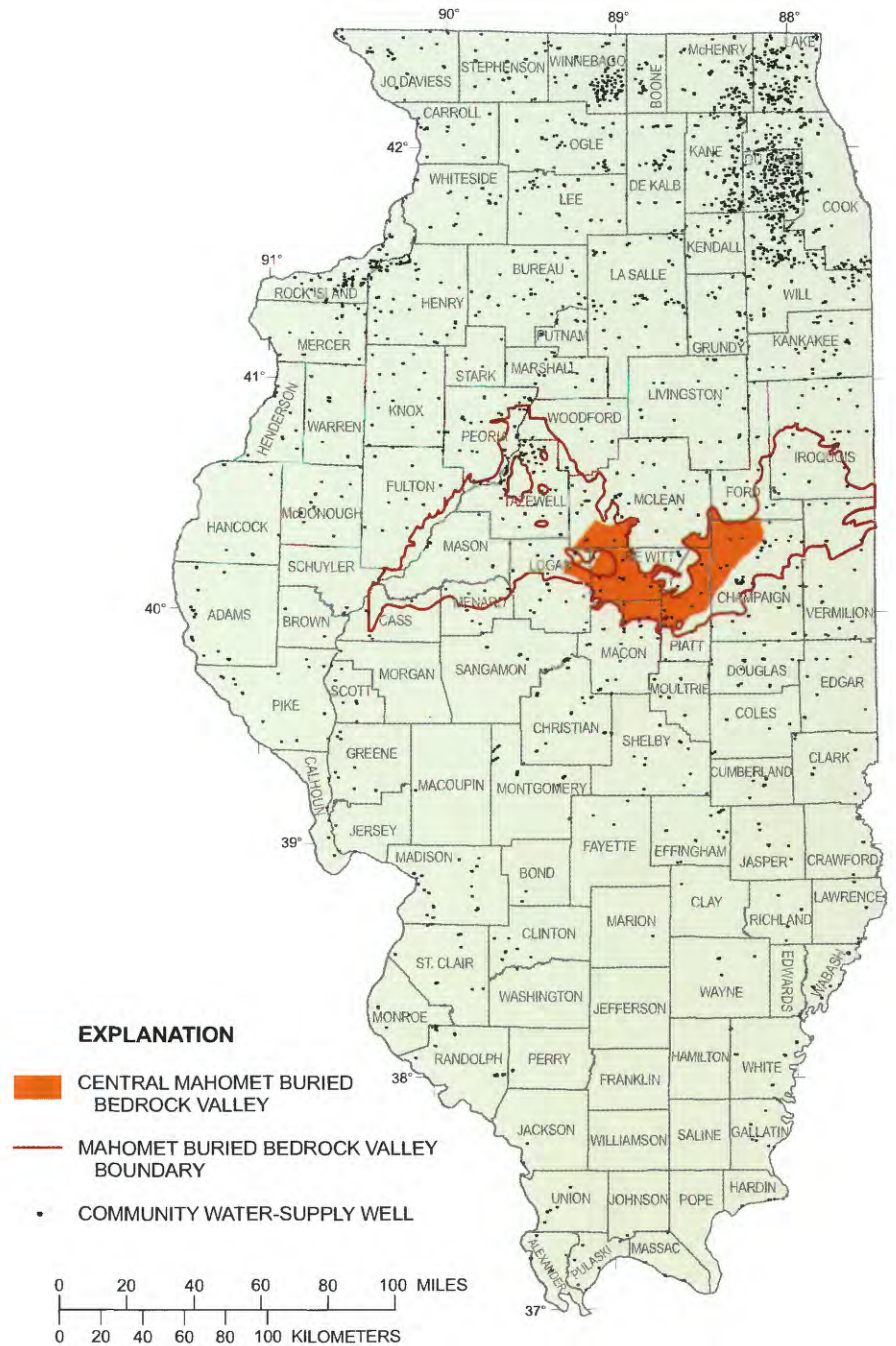 90°
89°
88°
JO DAVIESS
STEPHENSON
WINNEBAGO
BOONE
McHENRY
LAKE
CARROLL
42°
OGLE
KANE
DU
WHITESIDE
LEE
DE KALB
COOK
KENDALL
91°
ROCK ISLAND
HENRY
BUREAU
LA SALLE
WILL
MERCER
PUTNAM
GRUNDY
KANKAKEE
STARK
MARSHALL
41°
HENDERSON
WARREN
KNOX
PEORIA
WOODFORD
LIVINGSTON
IROQUOIS
FULTON
TAZEWELL
McLEAN
FORD
HANCOCK
McDONOUGH
MASON
LOGAN
DE WITT
SCHUYLER
CHAMPAIGN
VERMILION
40°
ADAMS
BROWN
CASS
MENARD
PIATT
MACON
MORGAN
SANGAMON
DOUGLAS
EDGAR
PIKE
SCOTT
MOULTRIE
CHRISTIAN
COLES
SHELBY
GREENE
CLARK
CALHOUN
MACOUPIN
MONTGOMERY
CUMBERLAND
39°
JERSEY
FAYETTE
EFFINGHAM
JASPER
CRAWFORD
MADISON
BOND
CLAY
RICHLAND
LAWRENCE
MARION
CLINTON
ST. CLAIR
WAYNE
EDWARDS
WABASH
WASHINGTON
JEFFERSON
MONROE
RANDOLPH
PERRY
HAMILTON
WHITE
38°
FRANKLIN
JACKSON
WILLIAMSON
SALINE
GALLATIN
UNION
JOHNSON
POPE
HARDIN
ALEXANDER
PULASKI
MASSAC
37°
EXPLANATION
CENTRAL MAHOMET BURIED
BEDROCK VALLEY
MAHOMET BURIED BEDROCK VALLEY
BOUNDARY
COMMUNITY WATER-SUPPLY WELL
0 20 40 60 80 100 MILES
0 20 40 60 80 100 KILOMETERS